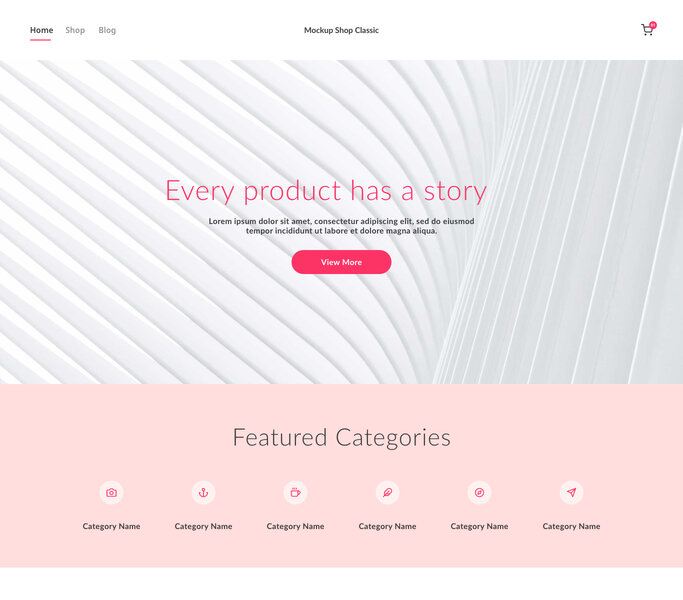 Home Shop Blog
Mockup Shop Classic
Every product has a story
Lorem ipsum dolor sit amet, consectetur adipiscing elit, sed do eiusmod
tempor incididunt ut labore et dolore magna aliqua.
View More
Featured Categories
Category Name Category Name Category Name Category Name Category Name Category Name